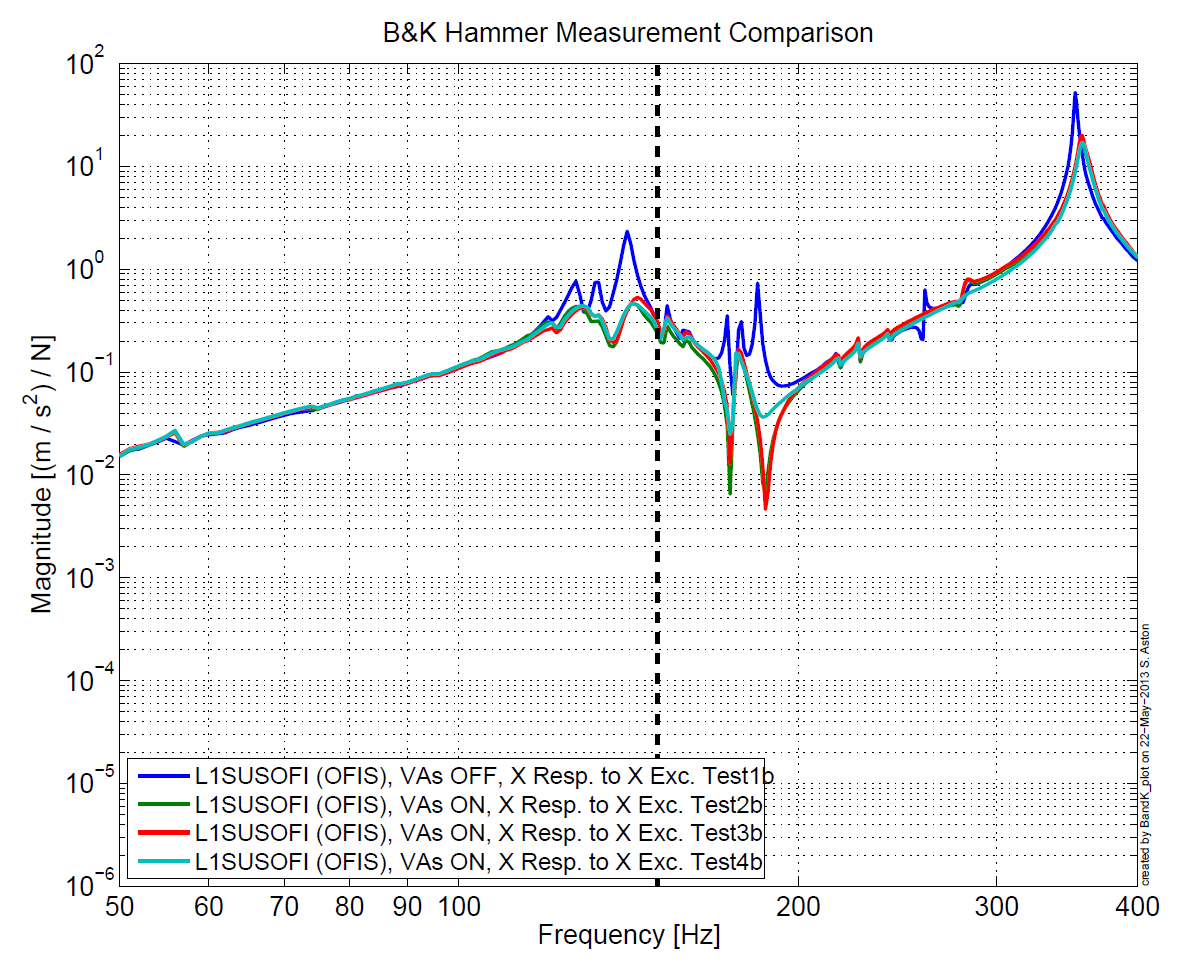 B&K Hammer Measurement Comparison
10^2
10^1
10^0
10^−1
10^−2
10^−3
10^−4
10^−5
10^−6
Magnitude [(m / s^2) / N]
L1SUSOFI (OFIS), VAs OFF, X Resp. to X Exc. Test1b
L1SUSOFI (OFIS), VAs ON, X Resp. to X Exc. Test2b
L1SUSOFI (OFIS), VAs ON, X Resp. to X Exc. Test3b
L1SUSOFI (OFIS), VAs ON, X Resp. to X Exc. Test4b
50 60 70 80 90 100 200 300 400
Frequency [Hz]
created by BandK_plot on 22−May−2013 S. Aston